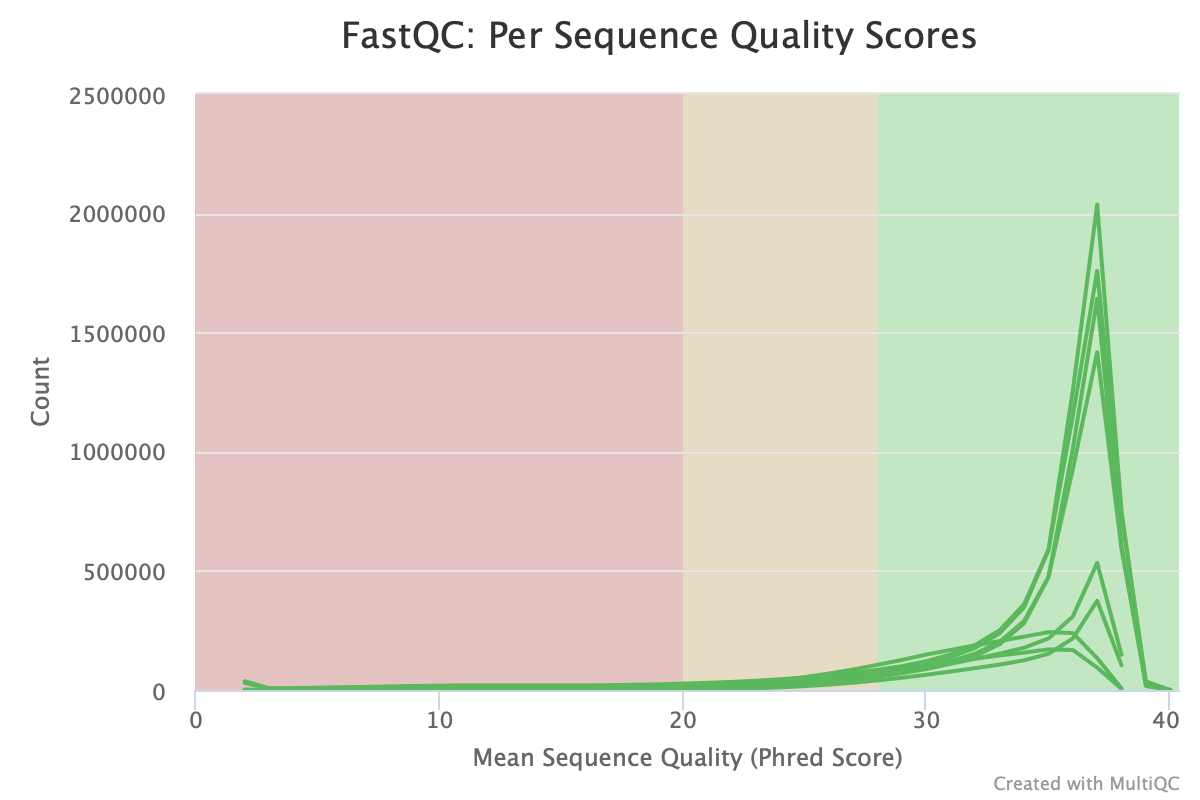 FastQC: Per Sequence Quality Scores
2500000
2000000
1500000
1000000
500000
0
Count
0 10 20 30 40
Mean Sequence Quality (Phred Score)
Created with MultiQC